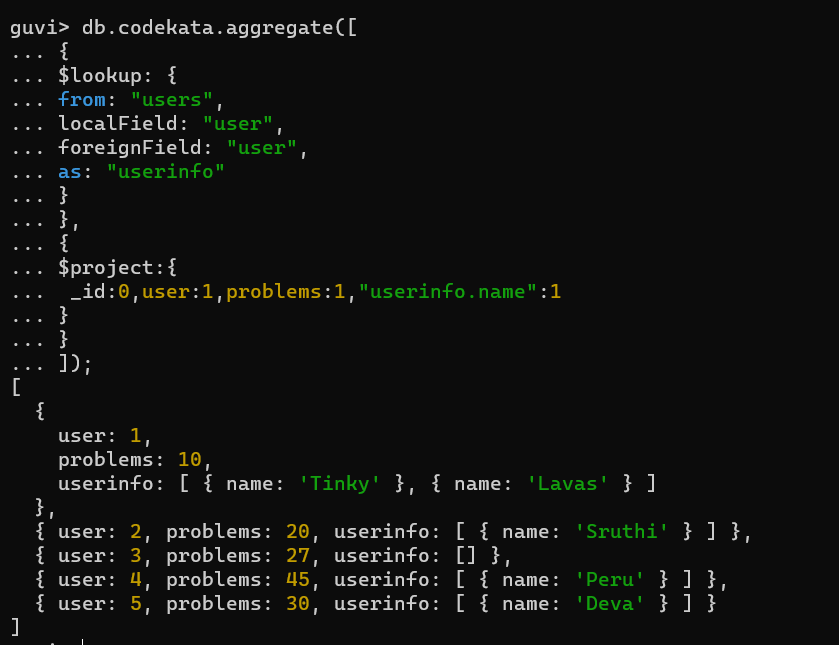 guvi> db.codekata.aggregate([
... {
... $lookup: {
... from: "users",
... localField: "user",
... foreignField: "user",
... as: "userinfo"
... }
... },
... {
... $project:{
...  _id:0,user:1,problems:1,"userinfo.name":1
... }
... }
... ]);
[
  {
    user: 1,
    problems: 10,
    userinfo: [ { name: 'Tinky' }, { name: 'Lavas' } ]
  },
  { user: 2, problems: 20, userinfo: [ { name: 'Sruthi' } ] },
  { user: 3, problems: 27, userinfo: [] },
  { user: 4, problems: 45, userinfo: [ { name: 'Peru' } ] },
  { user: 5, problems: 30, userinfo: [ { name: 'Deva' } ] }
]